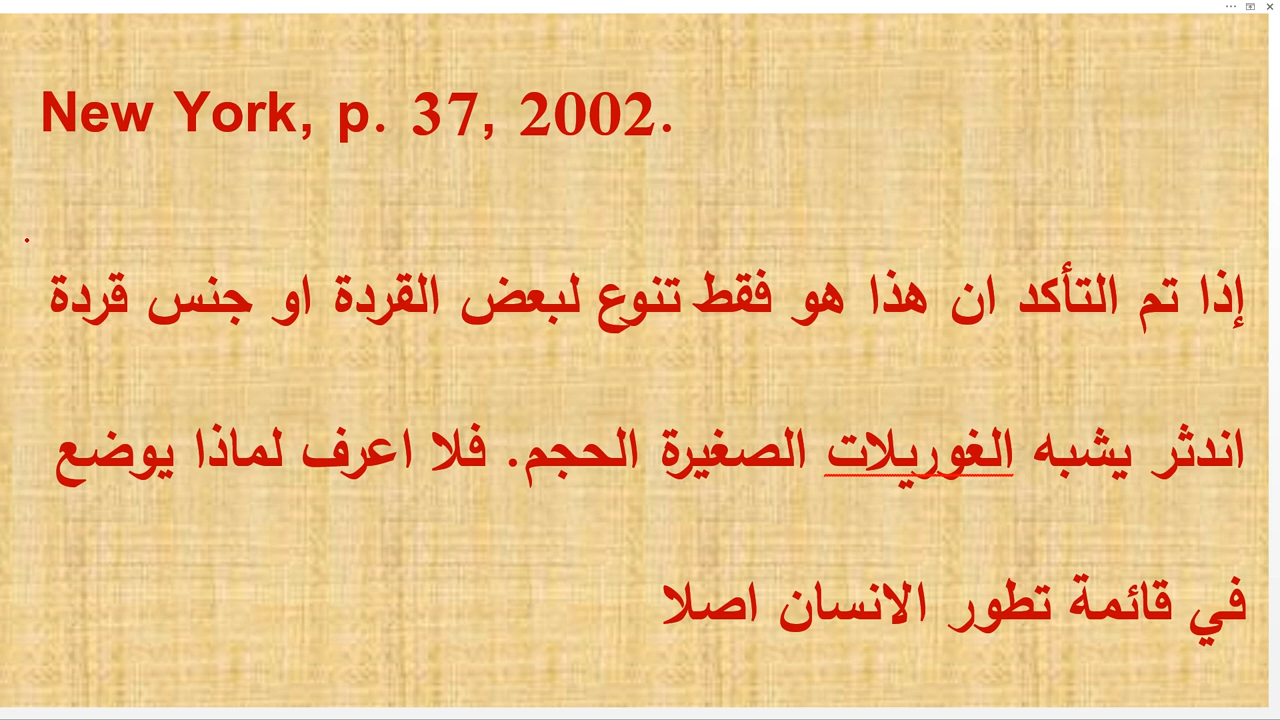 New York, p. 37, 2002.
إذا تم التأكد ان هذا هو فقط تنوع لبعض القردة او جنس قردة
اندثر يشبه الغوريلات الصغيرة الحجم. فلا اعرف لماذا يوضع
في قائمة تطور الانسان اصلا